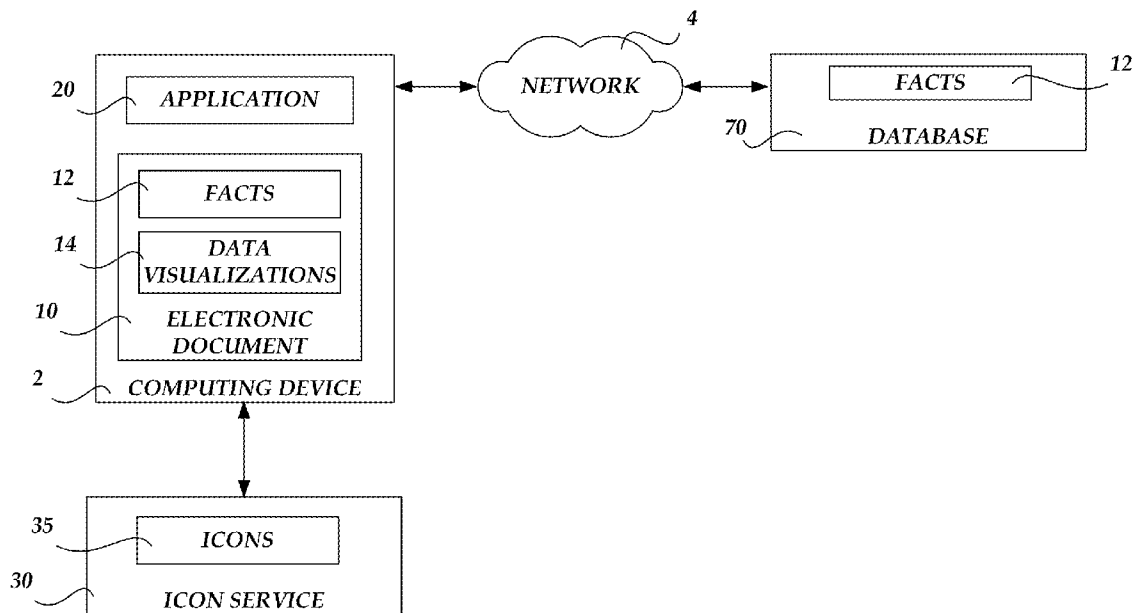 4
20
APPLICATION
NETWORK
FACTS
12
70
DATABASE
12
FACTS
14
DATA
VISUALIZATIONS
10
ELECTRONIC
DOCUMENT
2
COMPUTING DEVICE
35
ICONS
30
ICON SERVICE